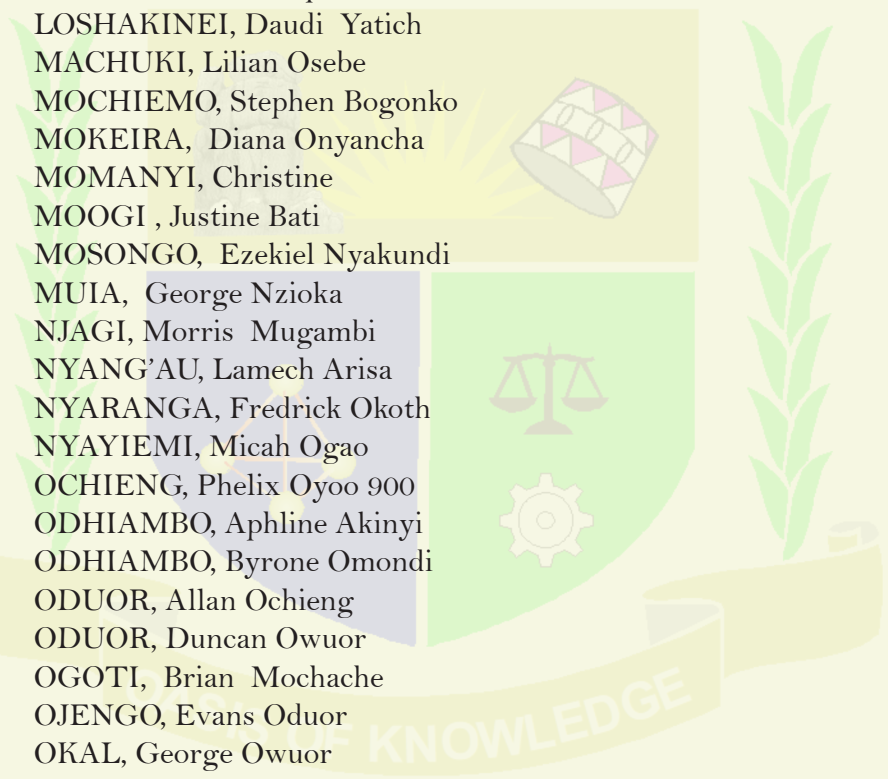 LOSHAKINEI, Daudi Yatich
MACHUKI, Lilian Osebe
MOCHIEMO, Stephen Bogonko
MOKEIRA, Diana Onyancha
MOMANYI, Christine
MOOGI , Justine Bati
MOSONGO, Ezekiel Nyakundi
MUIA, George Nzioka
NJAGI, Morris Mugambi
NYANG’AU, Lamech Arisa
NYARANGA, Fredrick Okoth
NYAYIEMI, Micah Ogao
OCHIENG, Phelix Oyoo 900
ODHIAMBO, Aphline Akinyi
ODHIAMBO, Byrone Omondi
ODUOR, Allan Ochieng
ODUOR, Duncan Owuor
OGOTI, Brian Mochache
OJENGO, Evans Oduor
OKAL, George Owuor
OASIS OF KNOWLEDGE